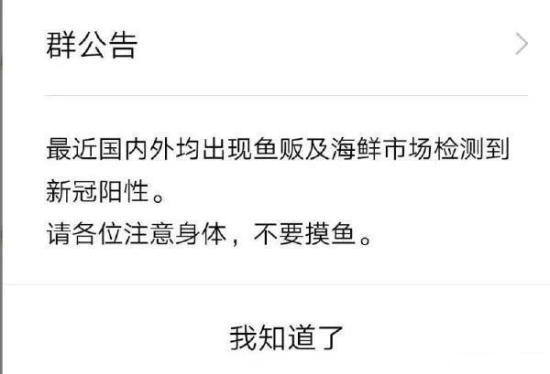 群公告
最近国内外均出现鱼贩及海鲜市场检测到
新冠阳性。
请各位注意身体，不要摸鱼。
我知道了